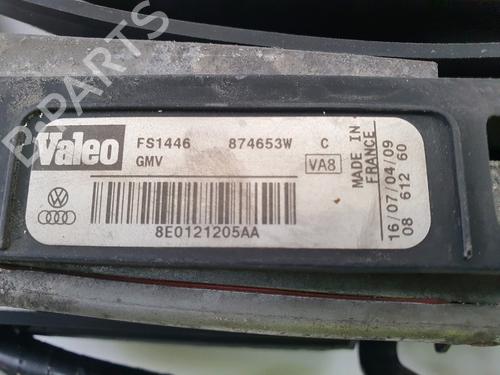 B-PARTS
Valeo
FS1446 874653W C
GMV VA8
8E0121205AA
MADE IN
FRANCE
16/07/04/09
08 612 60